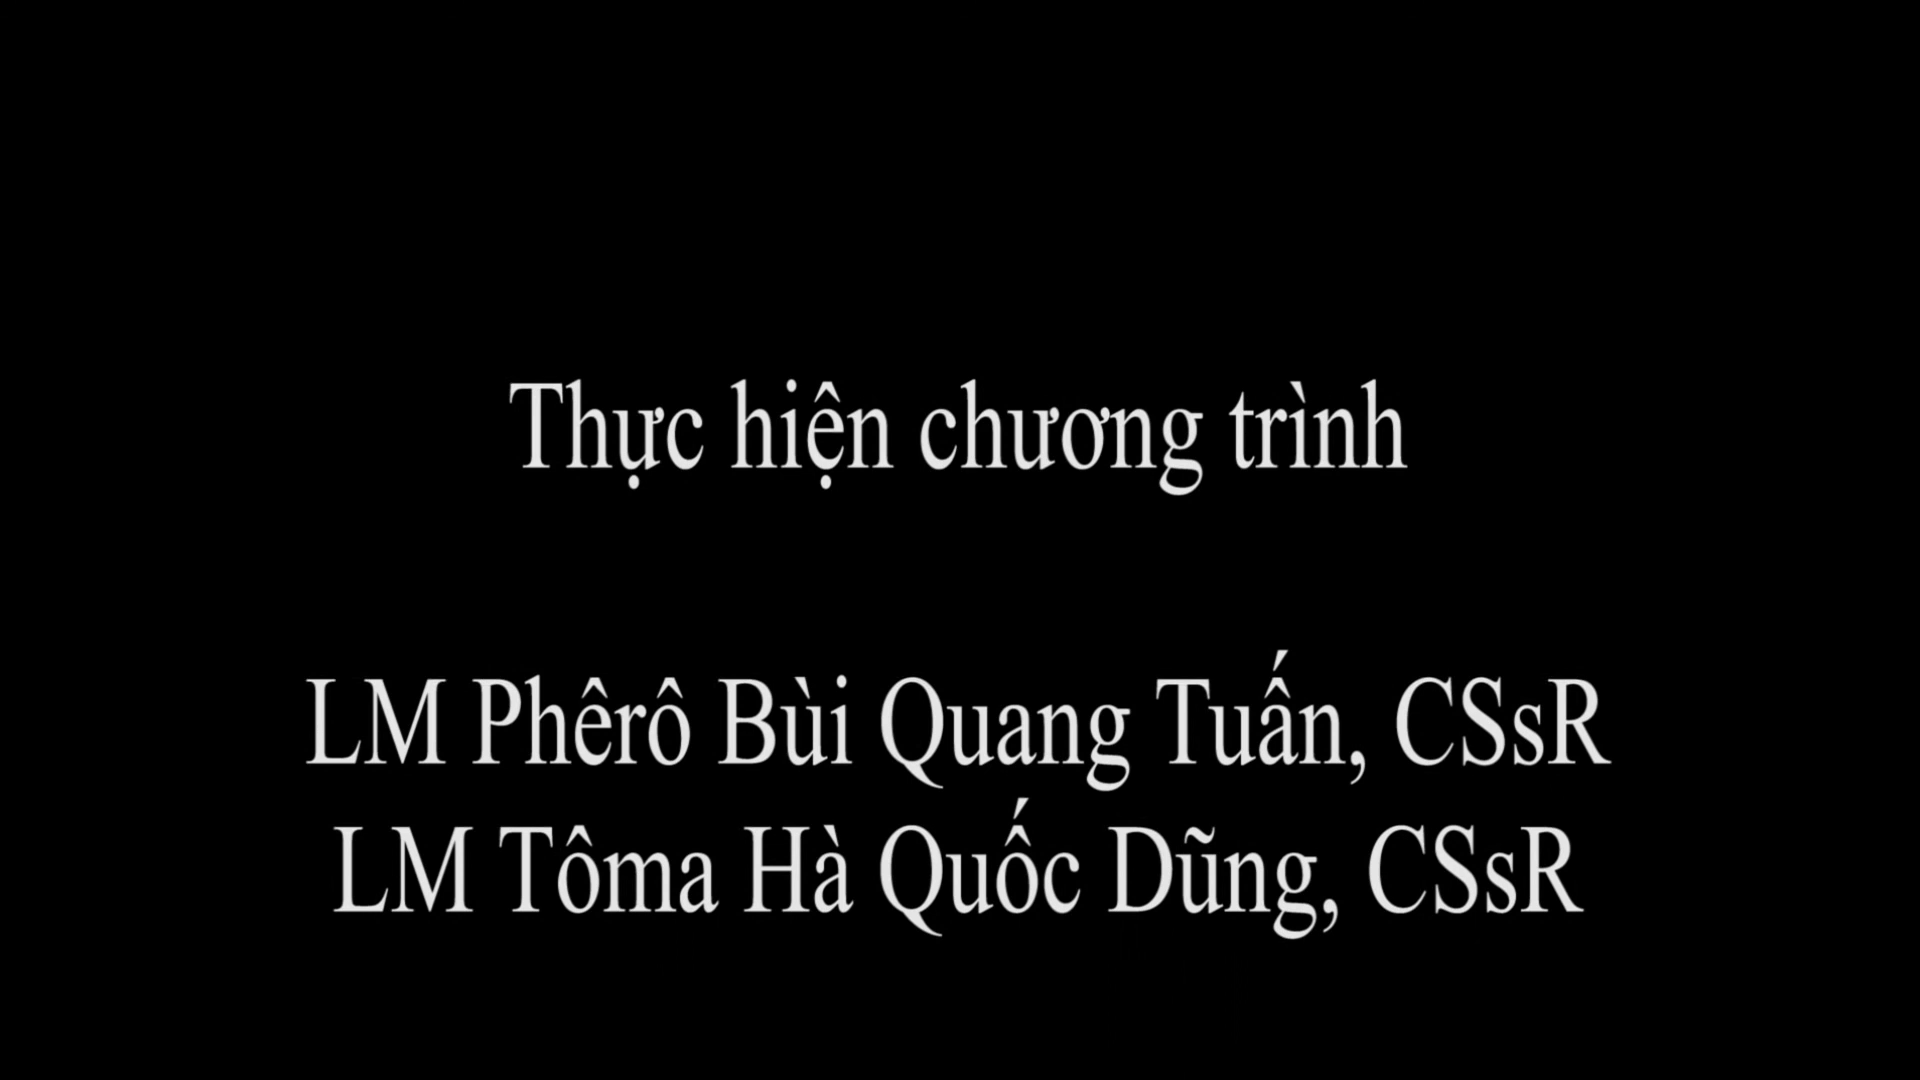 Thực hiện chương trình
LM Phêrô Bùi Quang Tuấn, CSsR
LM Tôma Hà Quốc Dũng, CSsR